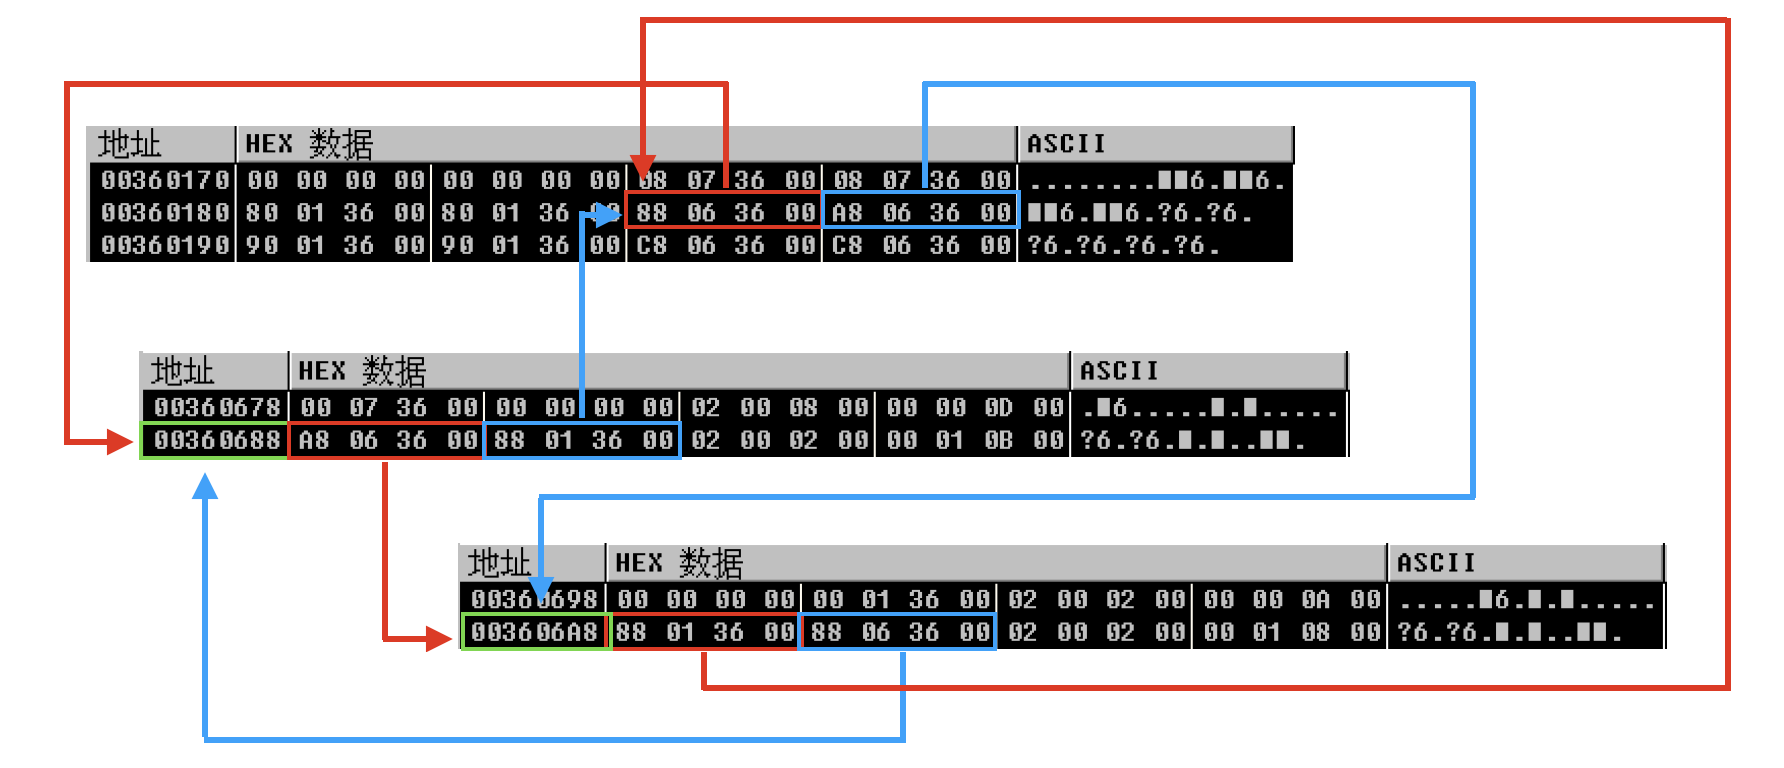 地址 HEX 数据 ASCII
00360170 00 00 00 00 00 00 00 00 08 07 36 00 08 07 36 00 ........██6.██6.
00360180 80 01 36 00 80 01 36 00 88 06 36 00 A8 06 36 00 ██6.██6.?6.?6.
00360190 90 01 36 00 90 01 36 00 C8 06 36 00 C8 06 36 00 ?6.?6.?6.?6.
地址 HEX 数据 ASCII
00360678 00 07 36 00 00 00 00 00 02 00 08 00 00 00 0D 00 .█6.....█.█.....
00360688 A8 06 36 00 88 01 36 00 02 00 02 00 00 01 0B 00 ?6.?6.█.█..██.
地址 HEX 数据 ASCII
00360698 00 00 00 00 00 01 36 00 02 00 02 00 00 00 0A 00 .....█6.█.█.....
003606A8 88 01 36 00 88 06 36 00 02 00 02 00 00 01 08 00 ?6.?6.█.█..██.